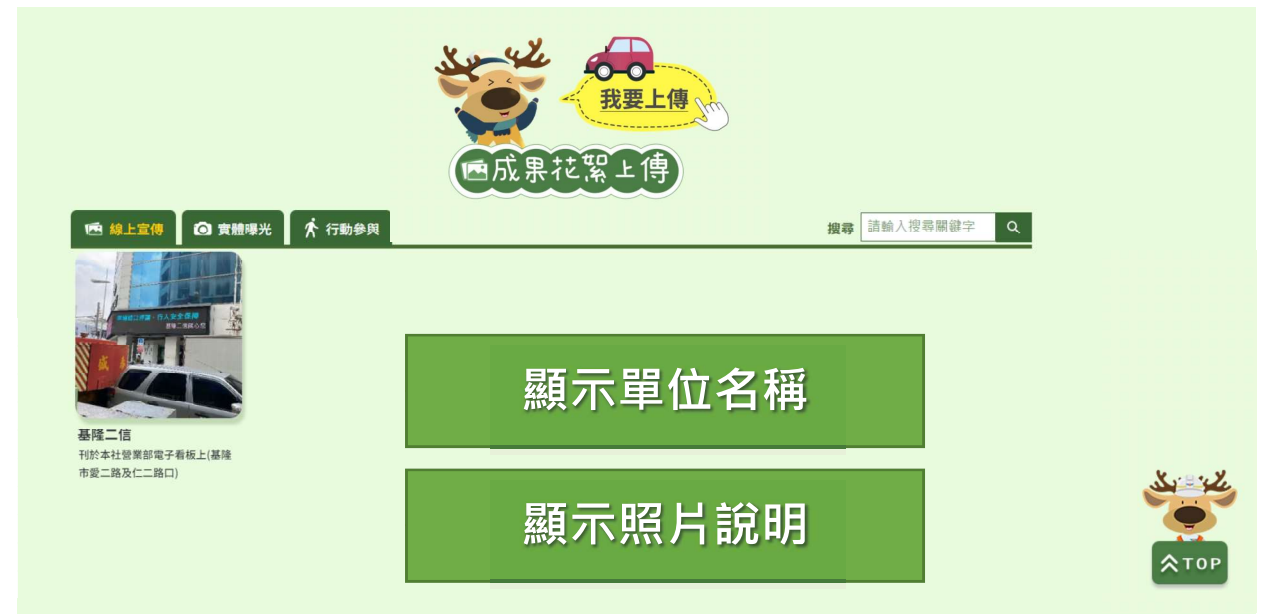 我要上傳
成果花絮上傳
線上宣傳 實體曝光 行動參與 搜尋 請輸入搜尋關鍵字
基隆二信
刊於本社營業部電子看板上(基隆
市愛二路及仁二路口)
顯示單位名稱
顯示照片說明
TOP